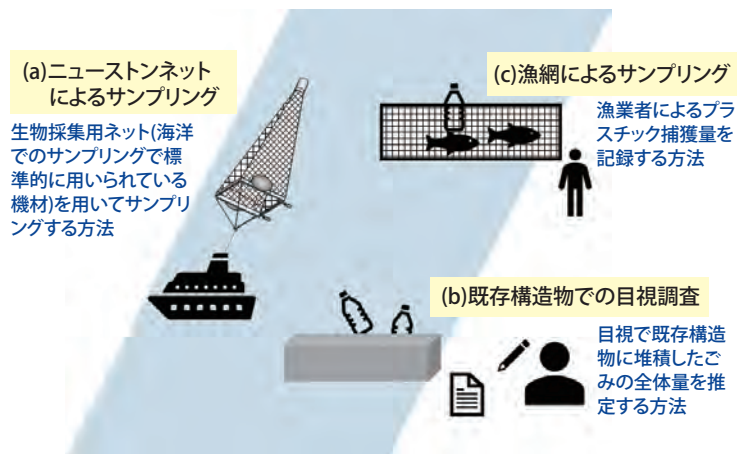 (a)ニューストンネット
によるサンプリング
生物採集用ネット(海洋
でのサンプリングで標
準的に用いられている
機材)を用いてサンプリ
ングする方法
(c)漁網によるサンプリング
漁業者によるプラ
スチック捕獲量を
記録する方法
(b)既存構造物での目視調査
目視で既存構造
物に堆積したご
みの全体量を推
定する方法